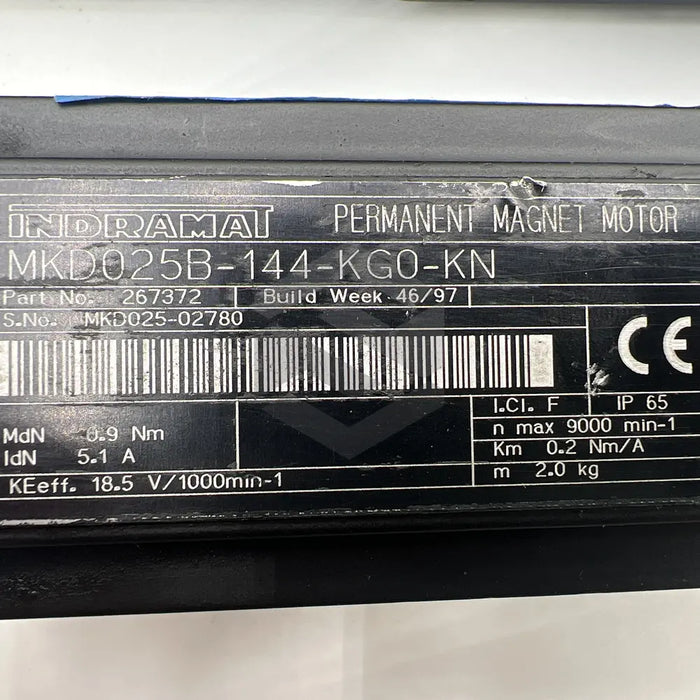 INDRAMAT PERMANENT MAGNET MOTOR
MKD025B-144-KG0-KN
Part No. 267372 Build Week 46/97
S.No. MKD025-02780
CE
I.Cl. F IP 65
MdN 0.9 Nm n max 9000 min-1
IdN 5.1 A Km 0.2 Nm/A
KEeff. 18.5 V/1000min-1 m 2.0 kg